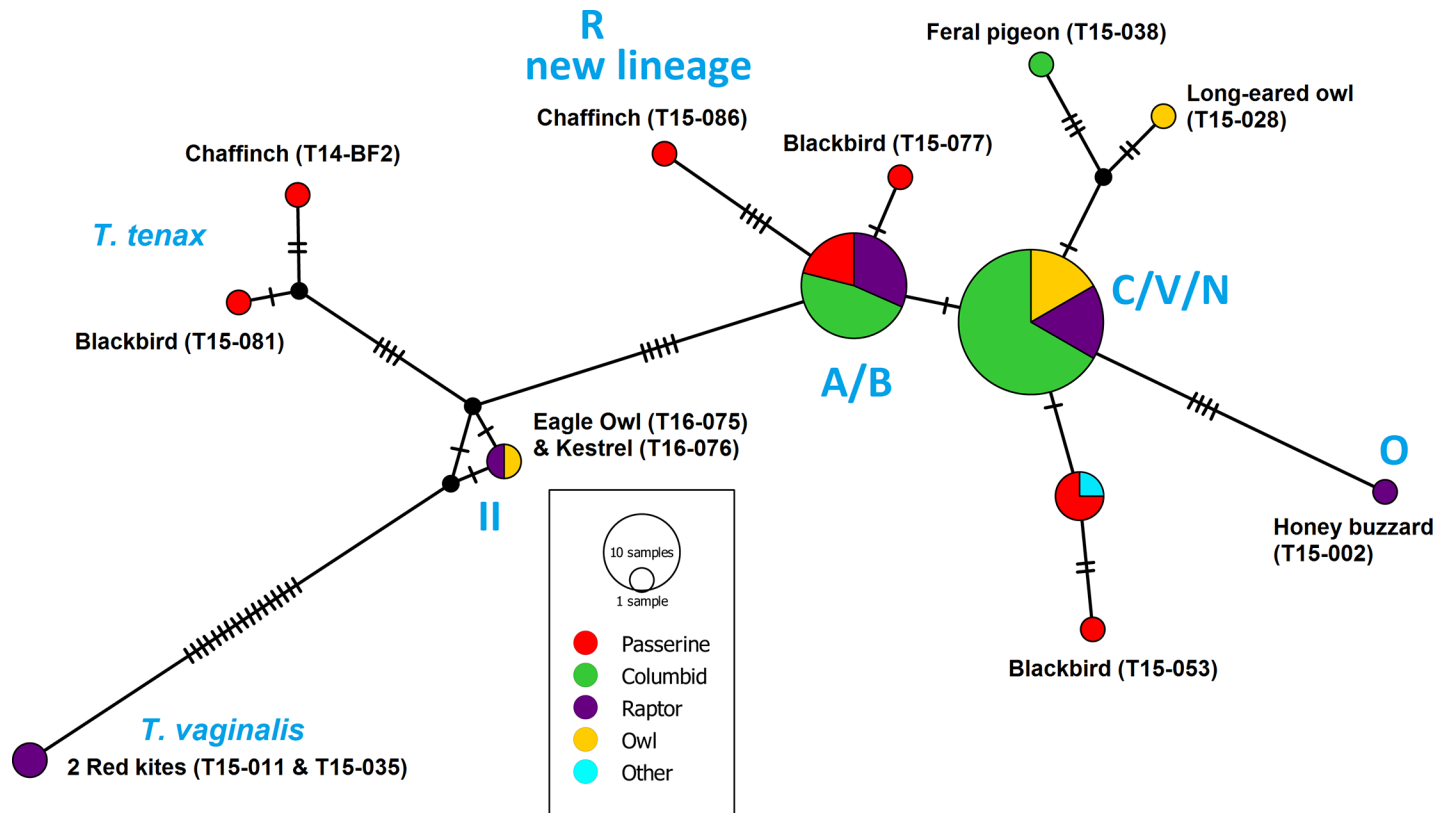 R
new lineage
Feral pigeon (T15-038)
Long-eared owl
(T15-028)
Chaffinch (T15-086)
Blackbird (T15-077)
Chaffinch (T14-BF2)
T. tenax
Blackbird (T15-081)
C/V/N
A/B
Eagle Owl (T16-075)
& Kestrel (T16-076)
II
O
Honey buzzard
(T15-002)
Blackbird (T15-053)
T. vaginalis
2 Red kites (T15-011 & T15-035)
10 samples
1 sample
Passerine
Columbid
Raptor
Owl
Other